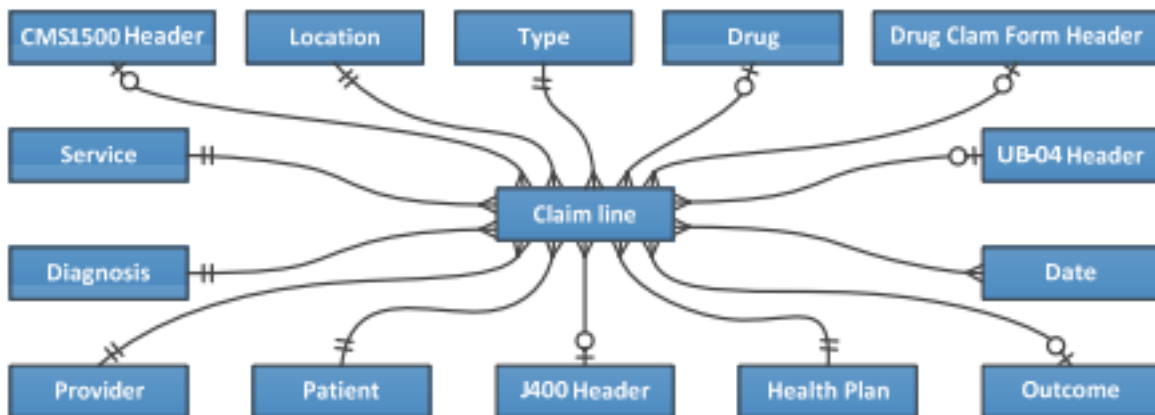 CMS1500 Header
Location
Type
Drug
Drug Clam Form Header
Service
UB-04 Header
Claim line
Diagnosis
Date
Provider
Patient
J400 Header
Health Plan
Outcome